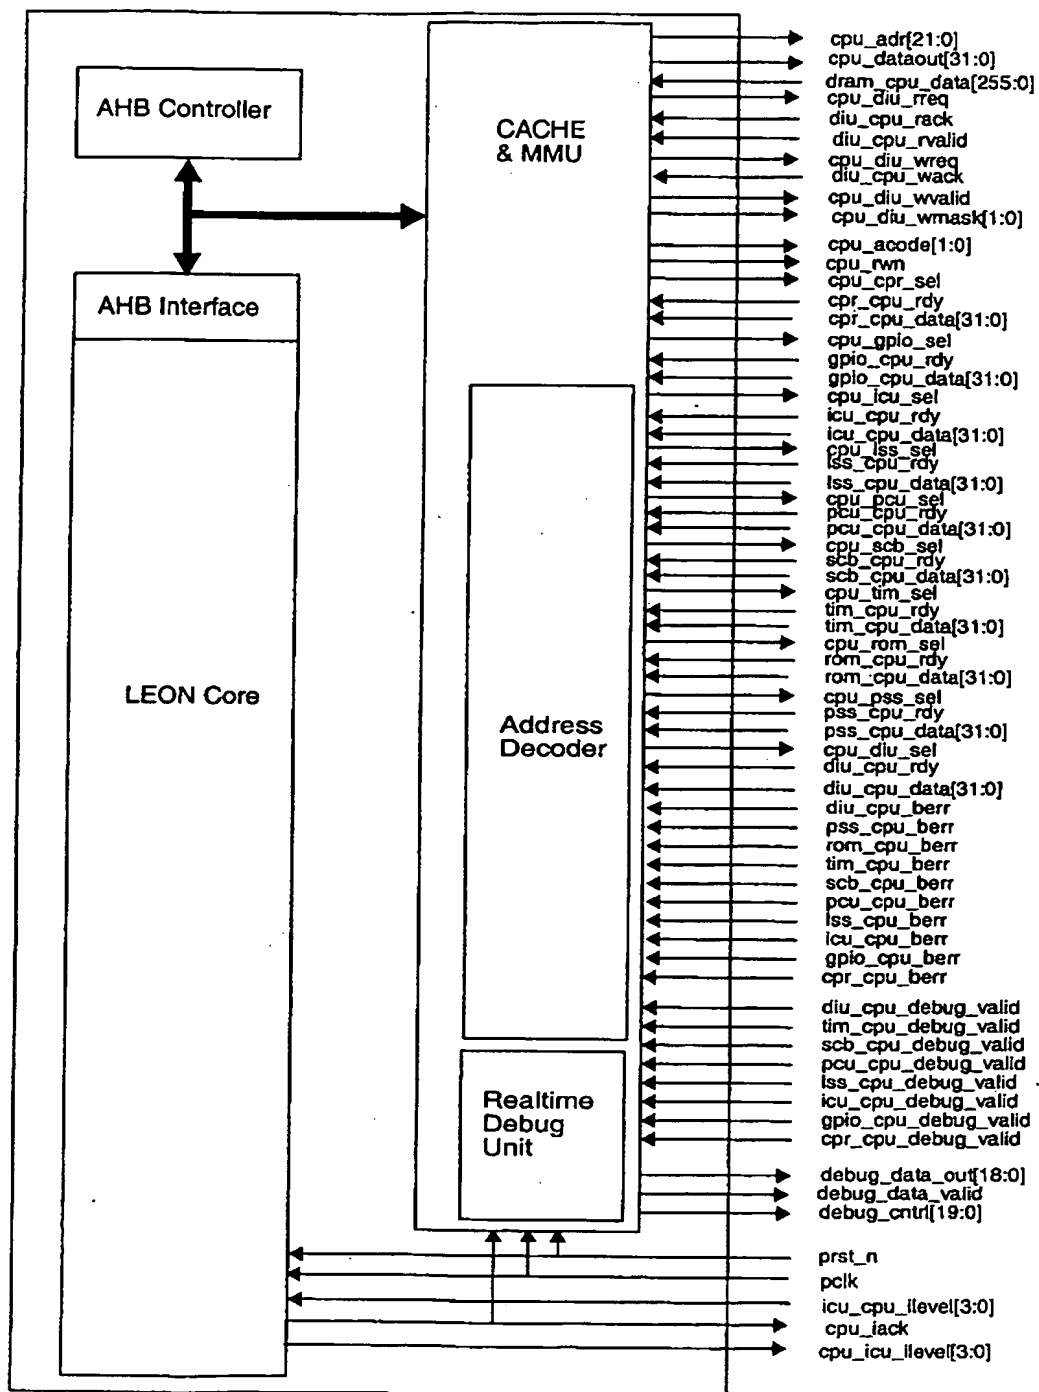 AHB Controller
CACHE
& MMU
AHB Interface
LEON Core
Address
Decoder
Realtime
Debug
Unit
cpu_adr[21:0]
cpu_dataout[31:0]
dram_cpu_data[255:0]
cpu_diu_rreq
diu_cpu_rack
diu_cpu_rvalid
cpu_diu_wreq
diu_cpu_wack
cpu_diu_wvalid
cpu_diu_wmask[1:0]
cpu_acode[1:0]
cpu_rwn
cpu_cpr_sel
cpr_cpu_rdy
cpr_cpu_data[31:0]
cpu_gpio_sel
gpio_cpu_rdy
gpio_cpu_data[31:0]
cpu_icu_sel
icu_cpu_rdy
icu_cpu_data[31:0]
cpu_lss_sel
lss_cpu_rdy
lss_cpu_data[31:0]
cpu_pcu_sel
pcu_cpu_rdy
pcu_cpu_data[31:0]
cpu_scb_sel
scb_cpu_rdy
scb_cpu_data[31:0]
cpu_tim_sel
tim_cpu_rdy
tim_cpu_data[31:0]
cpu_rom_sel
rom_cpu_rdy
rom_cpu_data[31:0]
cpu_pss_sel
pss_cpu_rdy
pss_cpu_data[31:0]
cpu_diu_sel
diu_cpu_rdy
diu_cpu_data[31:0]
diu_cpu_berr
pss_cpu_berr
rom_cpu_berr
tim_cpu_berr
scb_cpu_berr
pcu_cpu_berr
lss_cpu_berr
icu_cpu_berr
gpio_cpu_berr
cpr_cpu_berr
diu_cpu_debug_valid
tim_cpu_debug_valid
scb_cpu_debug_valid
pcu_cpu_debug_valid
lss_cpu_debug_valid
icu_cpu_debug_valid
gpio_cpu_debug_valid
cpr_cpu_debug_valid
debug_data_out[18:0]
debug_data_valid
debug_cntrl[19:0]
prst_n
pclk
icu_cpu_ilevel[3:0]
cpu_iack
cpu_icu_ilevel[3:0]